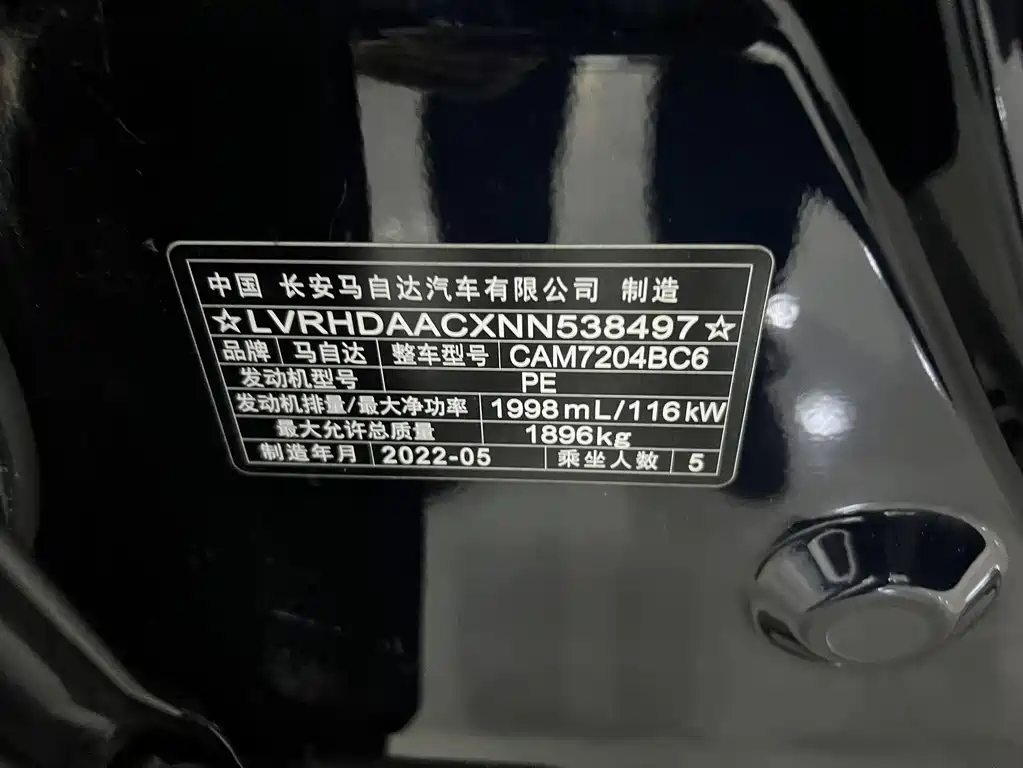 中国 长安马自达汽车有限公司 制造
☆LVRHDAACXNN538497☆
品牌 马自达 整车型号 CAM7204BC6
发动机型号 PE
发动机排量/最大净功率 1998mL/116kW
最大允许总质量 1896kg
制造年月 2022-05 乘坐人数 5